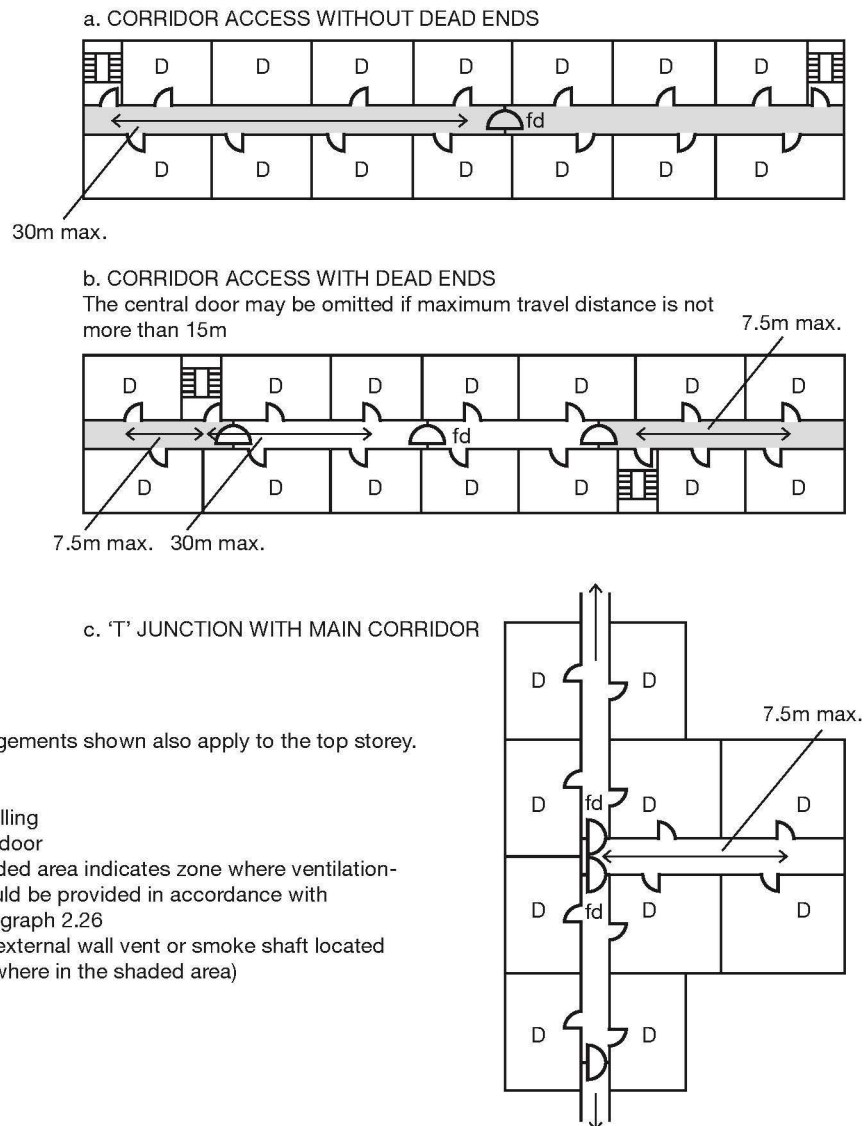 a. CORRIDOR ACCESS WITHOUT DEAD ENDS
D D D D D D D
fd
D D D D D D D
30m max.
b. CORRIDOR ACCESS WITH DEAD ENDS
The central door may be omitted if maximum travel distance is not
more than 15m
7.5m max.
D D D D D D
fd
D D D D D D D
7.5m max. 30m max.
c. ‘T’ JUNCTION WITH MAIN CORRIDOR
D D
7.5m max.
gements shown also apply to the top storey.
D fd D D
lling
door
ded area indicates zone where ventilation-
uld be provided in accordance with
graph 2.26
external wall vent or smoke shaft located
where in the shaded area)
D fd D D
D D